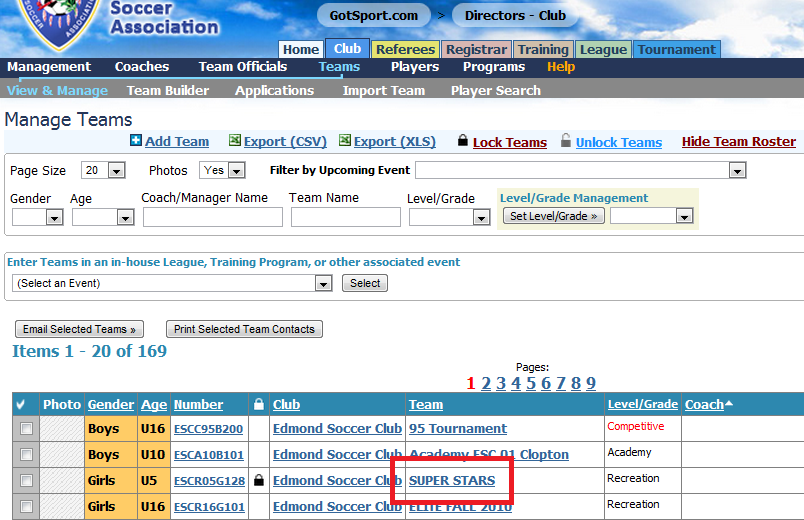 SOCCER ASSOCIATION
Soccer
Association
GotSport.com > Directors - Club
Home Club Referees Registrar Training League Tournament
Management Coaches Team Officials Teams Players Programs Help
View & Manage Team Builder Applications Import Team Player Search
Manage Teams
Add Team Export (CSV) Export (XLS) Lock Teams Unlock Teams Hide Team Roster
Page Size 20 Photos Yes Filter by Upcoming Event
Gender Age Coach/Manager Name Team Name Level/Grade Level/Grade Management
Set Level/Grade »
Enter Teams in an in-house League, Training Program, or other associated event
(Select an Event) Select
Email Selected Teams » Print Selected Team Contacts
Items 1 - 20 of 169
Pages:
1 2 3 4 5 6 7 8 9
Photo Gender Age Number Club Team Level/Grade Coach
Boys U16 ESCC95B200 Edmond Soccer Club 95 Tournament Competitive
Boys U10 ESCA10B101 Edmond Soccer Club Academy ESC 01 Clopton Academy
Girls U5 ESCR05G128 Edmond Soccer Club SUPER STARS Recreation
Girls U16 ESCR16G101 Edmond Soccer Club ELITE FALL 2010 Recreation